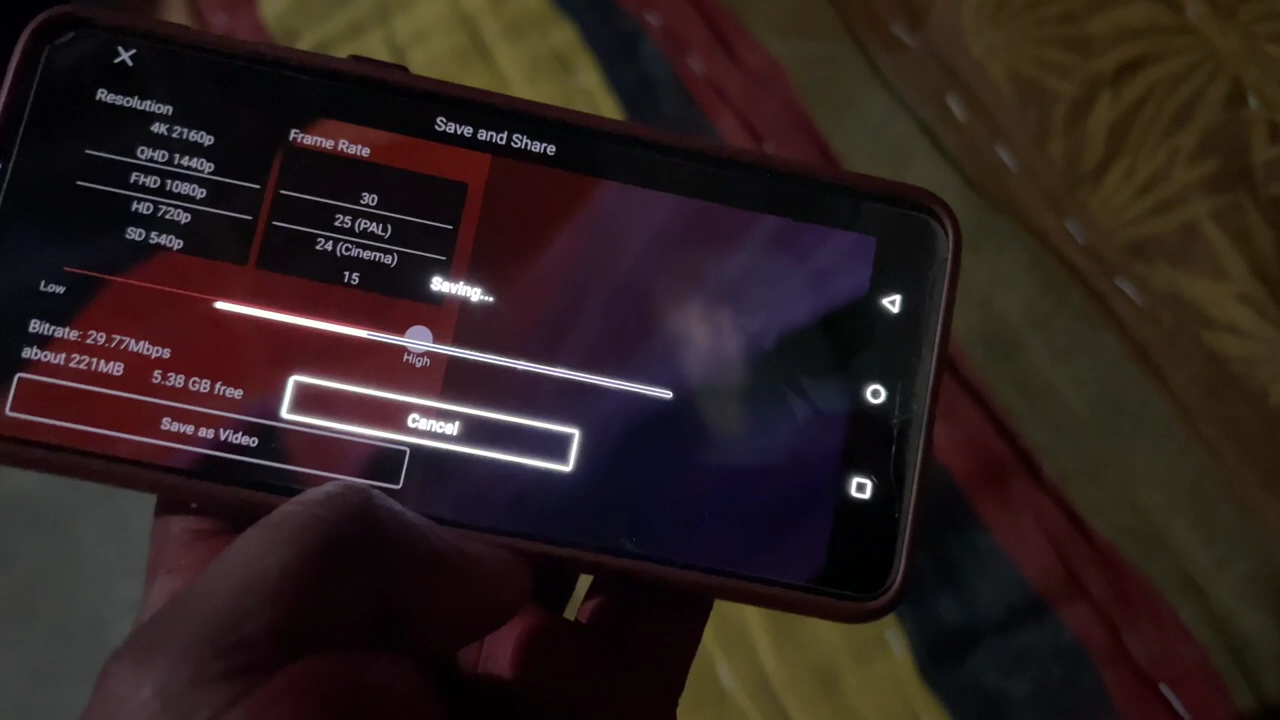 Save and Share
Resolution
4K 2160p
QHD 1440p
FHD 1080p
HD 720p
SD 540p
Frame Rate
30
25 (PAL)
24 (Cinema)
15
Saving...
Low
High
Bitrate: 29.77Mbps
about 221MB 5.38 GB free
Save as Video
Cancel